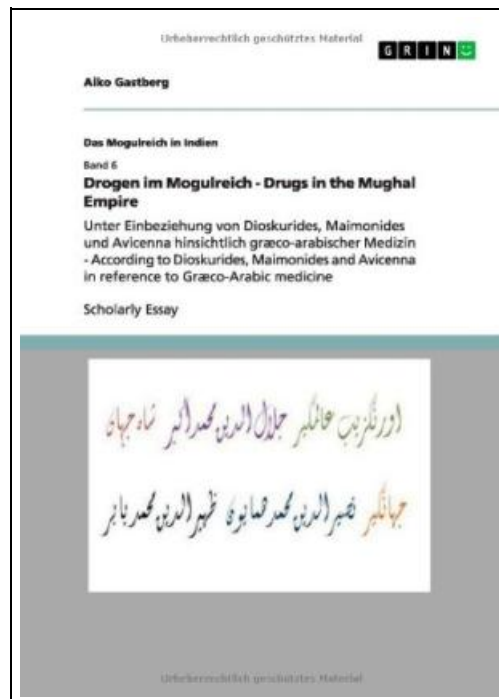 Urheberrechtlich geschütztes Material
GRIN
Aiko Gastberg
Das Mogulreich in Indien
Band 6
Drogen im Mogulreich - Drugs in the Mughal
Empire
Unter Einbeziehung von Dioskurides, Maimonides
und Avicenna hinsichtlich græco-arabischer Medizin
- According to Dioskurides, Maimonides and Avicenna
in reference to Græco-Arabic medicine
Scholarly Essay
اورنگزیب عالمگیر جلال الدین محمد اکبر شاہ جہان
جہانگیر نصیر الدین محمد ھمایون ظہیر الدین محمد بابر
Urheberrechtlich geschütztes Material